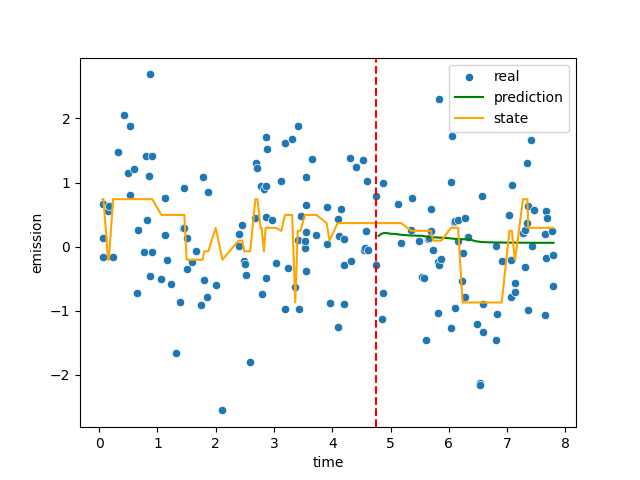 real
prediction
state
emission
2
1
0
−1
−2
0 1 2 3 4 5 6 7 8
time